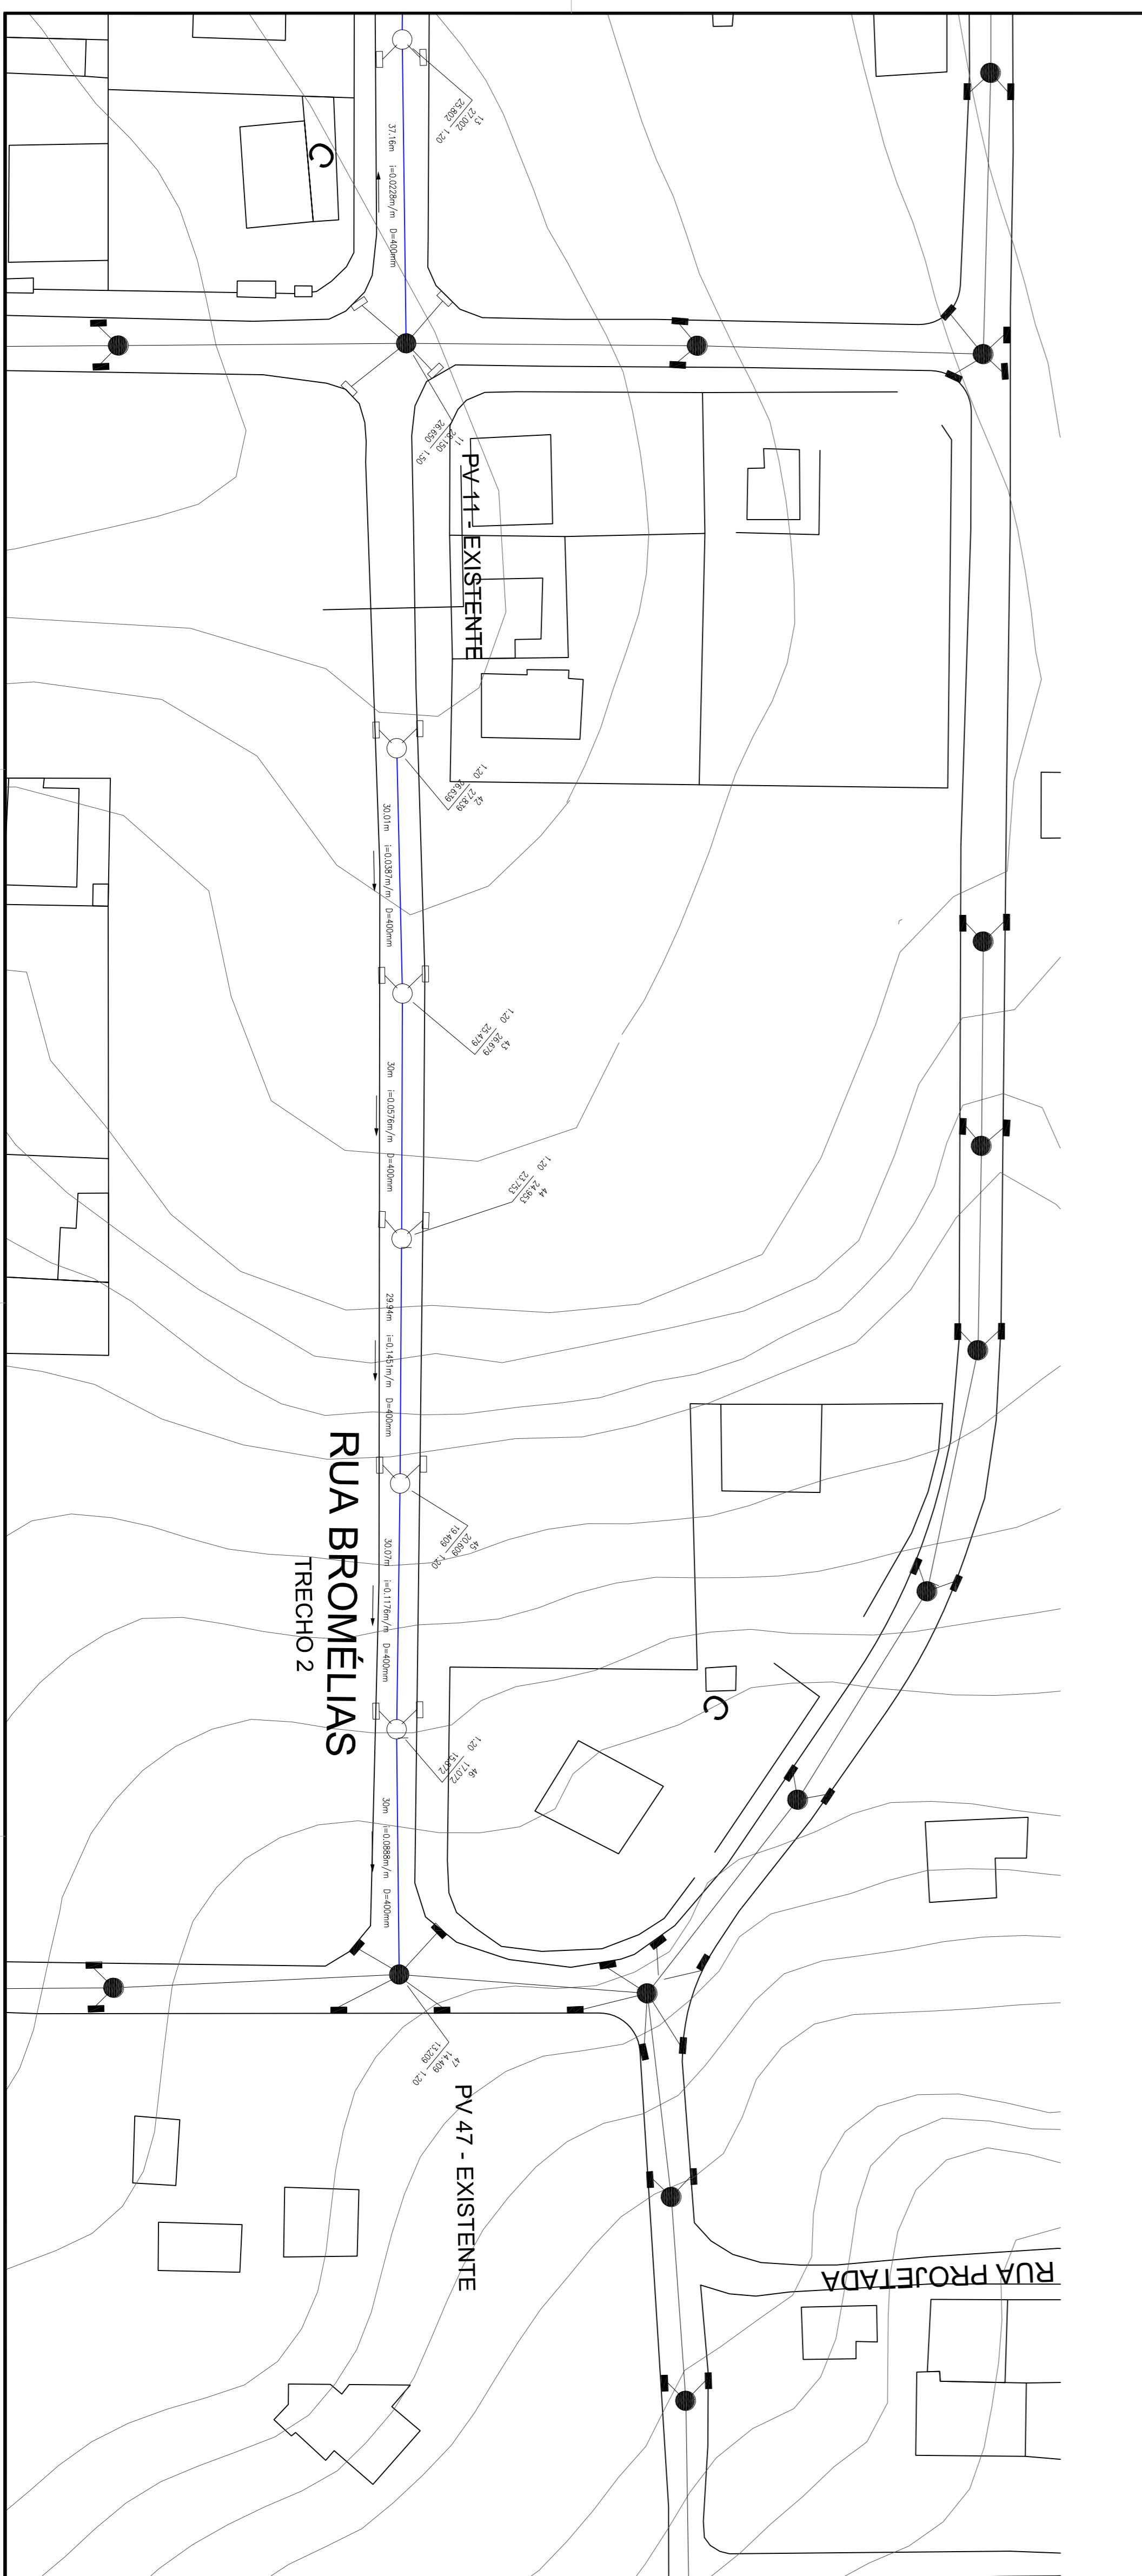 13
27.002
25.802 1.20
37.16m i=0.0228m/m D=400mm
C
11
28.150
26.650 1.50
PV 11 - EXISTENTE
42
27.839
26.639 1.20
30.01m i=0.0387m/m D=400mm
43
26.679
25.479 1.20
30m i=0.0576m/m D=400mm
44
24.953
23.753 1.20
29.94m i=0.1451m/m D=400mm
45
20.609
19.409 1.20
RUA BROMÉLIAS
TRECHO 2
30.07m i=0.1176m/m D=400mm
C
46
17.072
15.872 1.20
30m i=0.0888m/m D=400mm
47
14.409
13.209 1.20
PV 47 - EXISTENTE
RUA PROJETADA